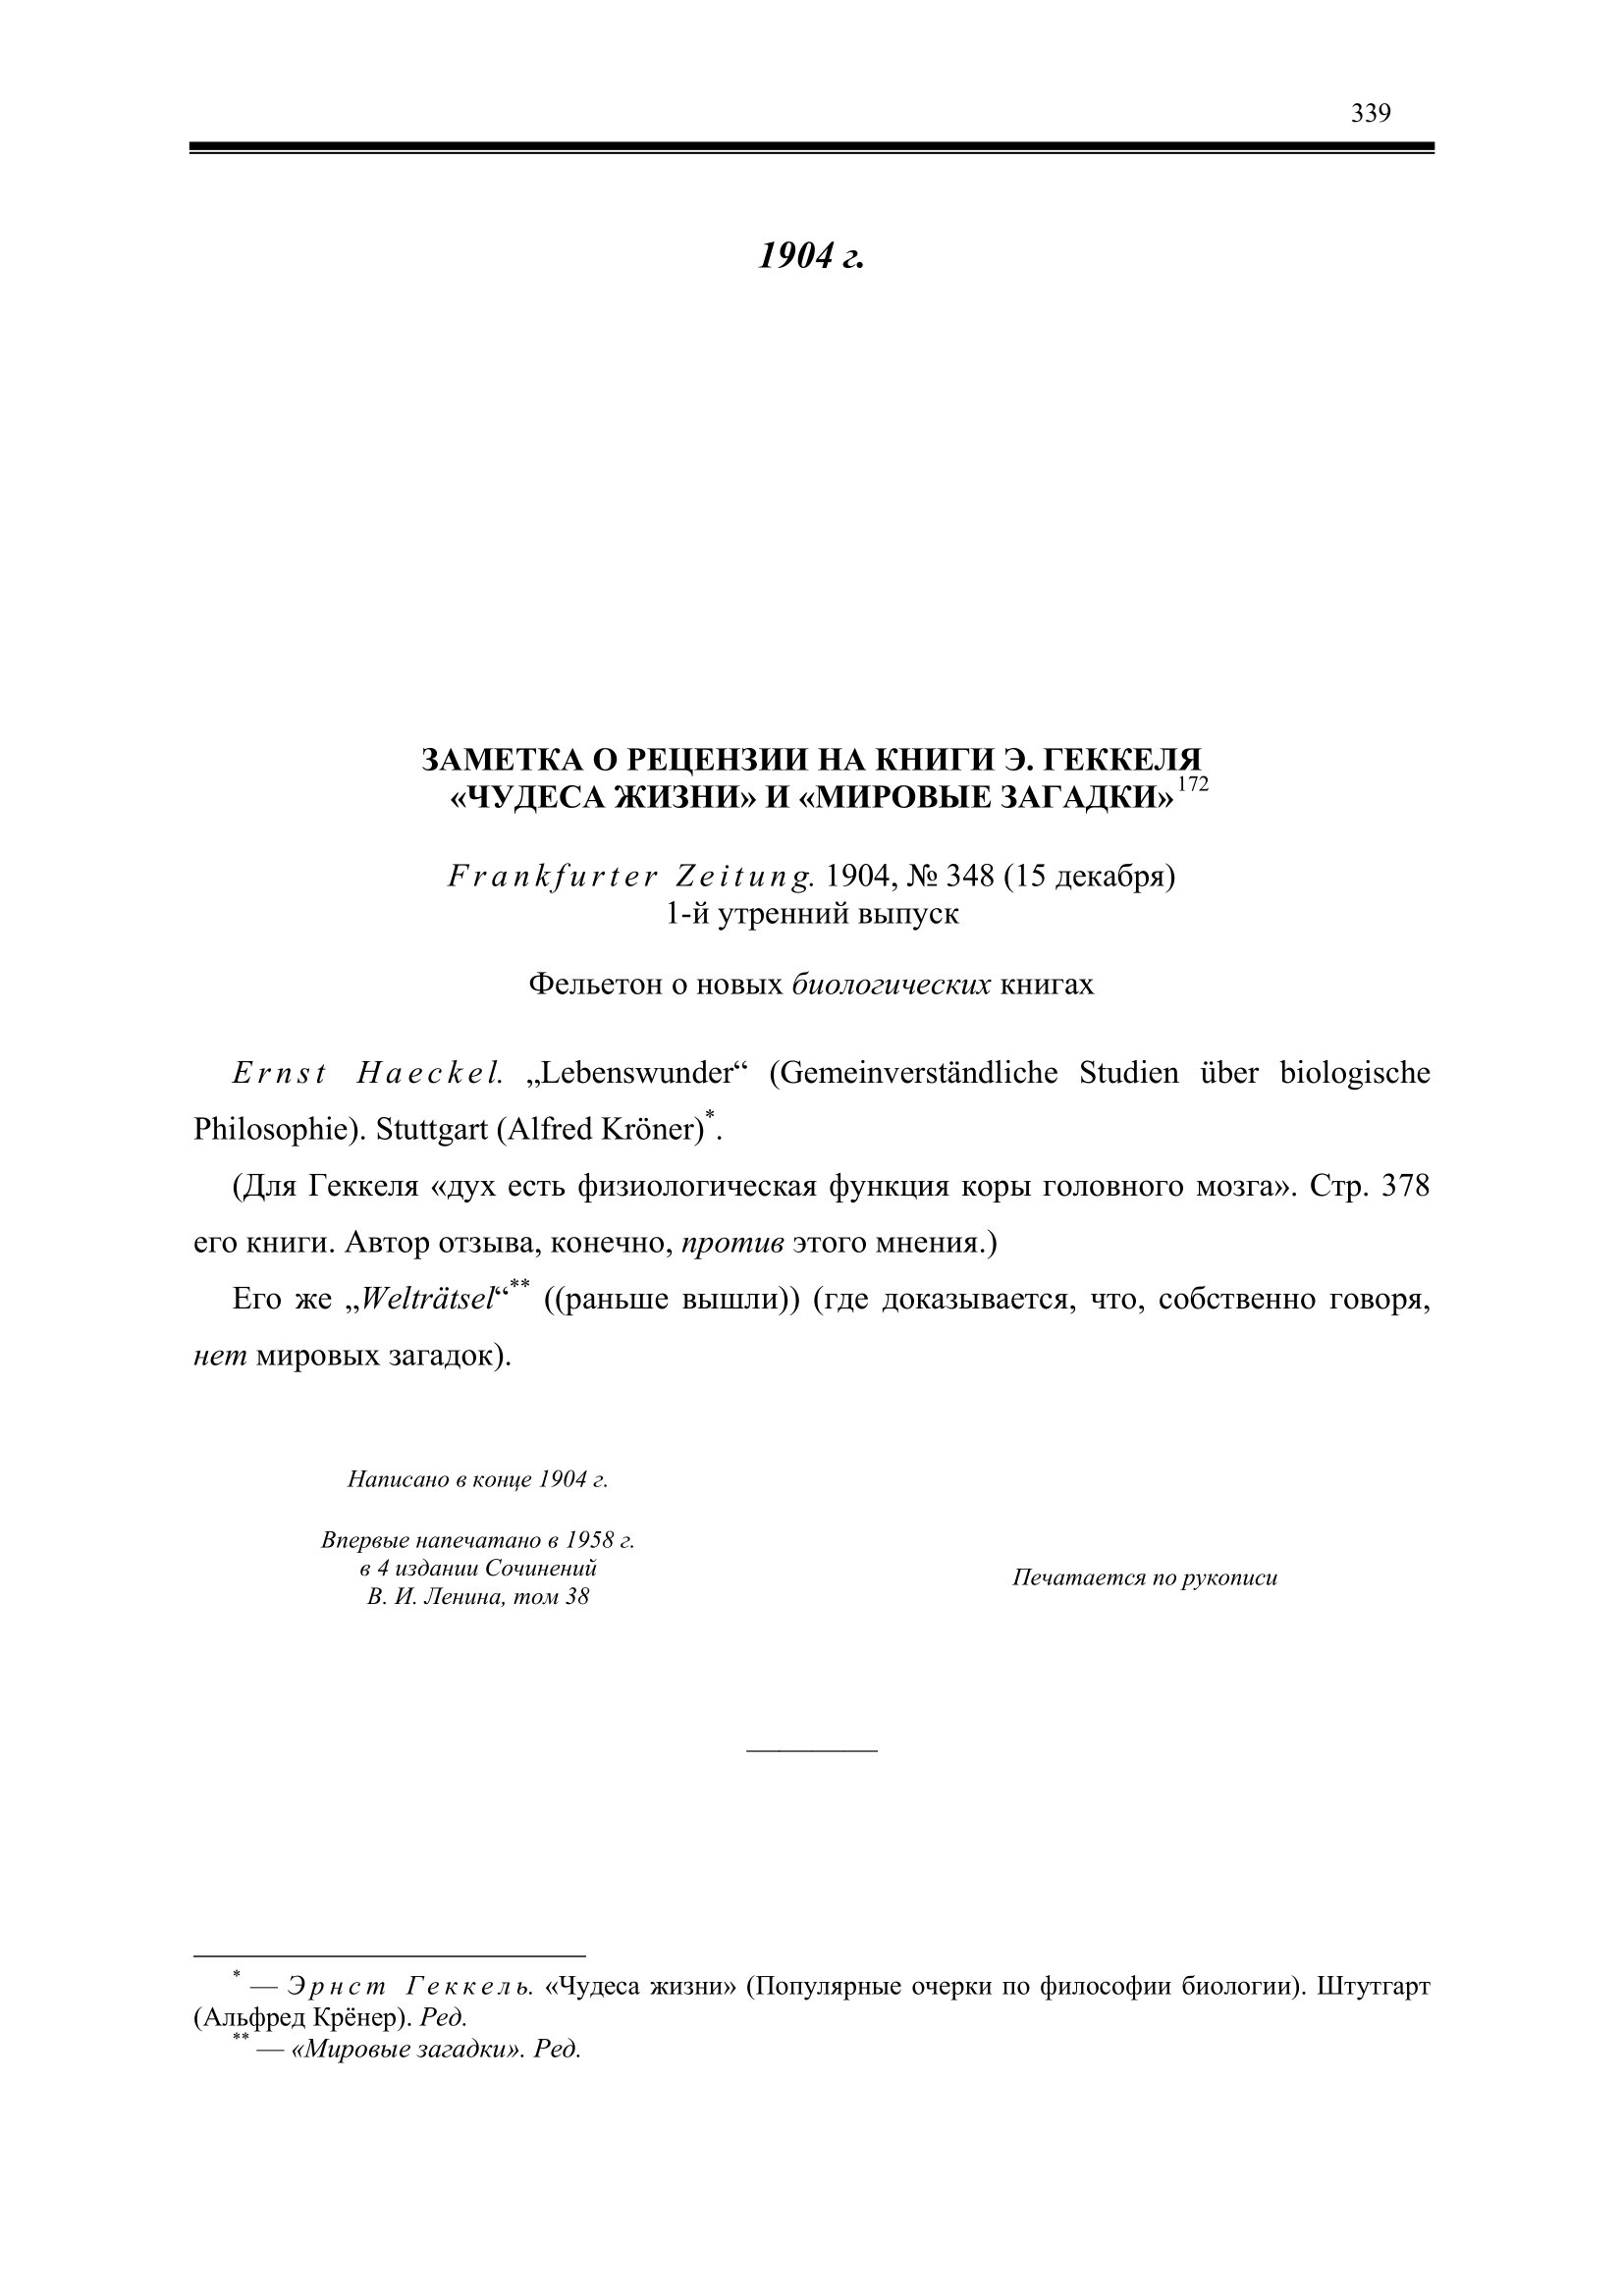 339
1904 г.
ЗАМЕТКА О РЕЦЕНЗИИ НА КНИГИ Э. ГЕККЕЛЯ
«ЧУДЕСА ЖИЗНИ» И «МИРОВЫЕ ЗАГАДКИ»172
Frankfurter Zeitung. 1904, № 348 (15 декабря)
1-й утренний выпуск
Фельетон о новых биологических книгах
Ernst Haeckel. „Lebenswunder“ (Gemeinverständliche Studien über biologische
Philosophie). Stuttgart (Alfred Kröner)*.
(Для Геккеля «дух есть физиологическая функция коры головного мозга». Стр. 378
его книги. Автор отзыва, конечно, против этого мнения.)
Его же „Welträtsel“** ((раньше вышли)) (где доказывается, что, собственно говоря,
нет мировых загадок).
Написано в конце 1904 г.
Впервые напечатано в 1958 г.
в 4 издании Сочинений
В. И. Ленина, том 38
Печатается по рукописи
* — Эрнст Геккель. «Чудеса жизни» (Популярные очерки по философии биологии). Штутгарт
(Альфред Крёнер). Ред.
** — «Мировые загадки». Ред.